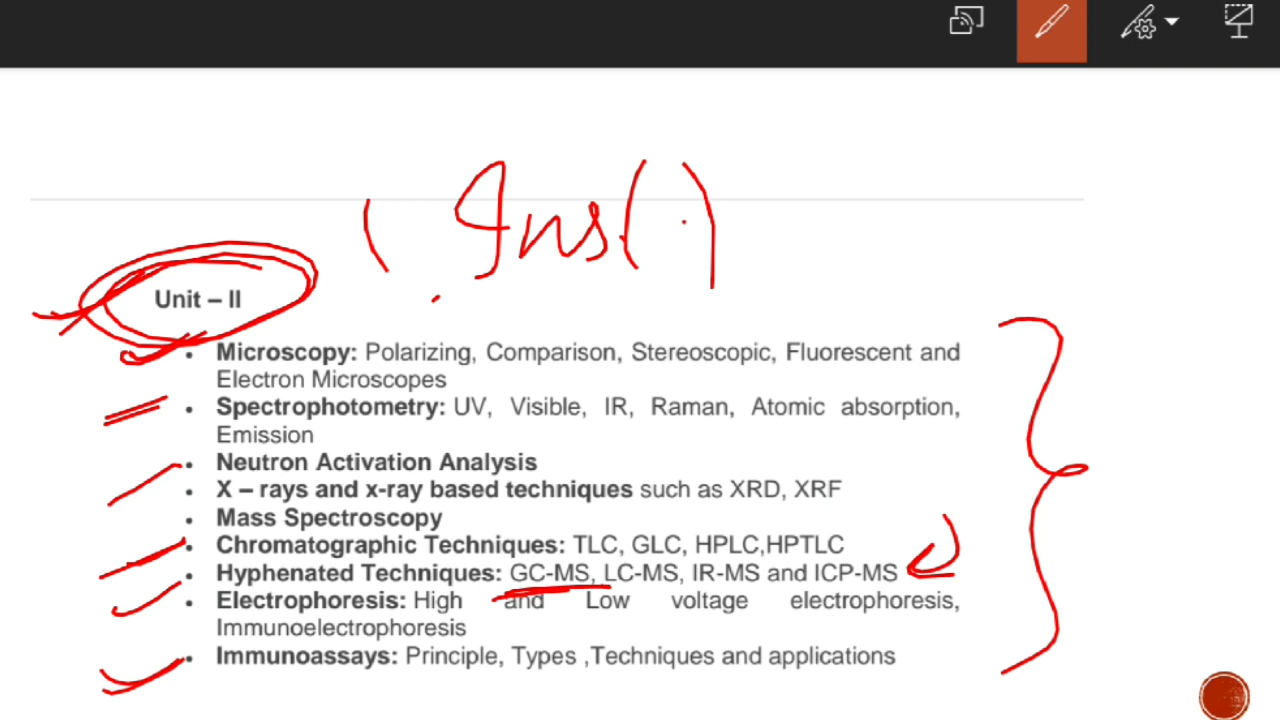 Ins(.)
Unit – II
• Microscopy: Polarizing, Comparison, Stereoscopic, Fluorescent and
Electron Microscopes
• Spectrophotometry: UV, Visible, IR, Raman, Atomic absorption,
Emission
• Neutron Activation Analysis
• X – rays and x-ray based techniques such as XRD, XRF
• Mass Spectroscopy
• Chromatographic Techniques: TLC, GLC, HPLC,HPTLC
• Hyphenated Techniques: GC-MS, LC-MS, IR-MS and ICP-MS
• Electrophoresis: High and Low voltage electrophoresis,
Immunoelectrophoresis
• Immunoassays: Principle, Types ,Techniques and applications